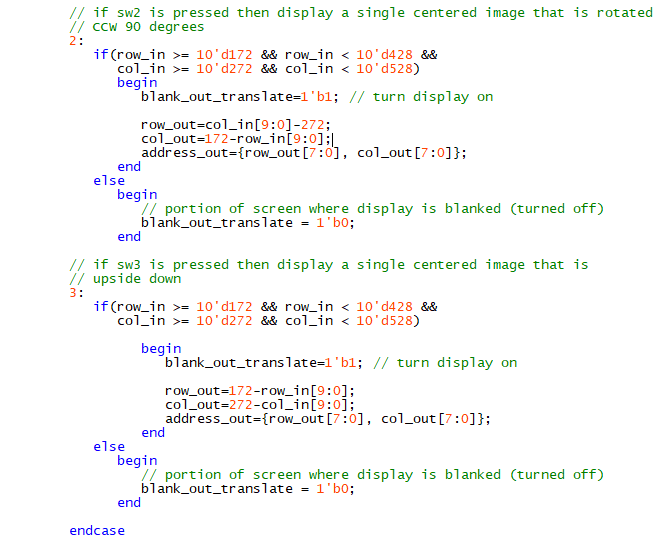 // if sw2 is pressed then display a single centered image that is rotated
// CCW 90 degrees
2:
if(row_in >= 10'd172 && row_in < 10'd428 &&
col_in >= 10'd272 && col_in < 10'd528)
begin
blank_out_translate=1'b1; // turn display on
row_out=col_in[9:0]-272;
col_out=172-row_in[9:0];
address_out={row_out[7:0], col_out[7:0]};
end
else
begin
// portion of screen where display is blanked (turned off)
blank_out_translate = 1'b0;
end
// if sw3 is pressed then display a single centered image that is
// upside down
3:
if(row_in >= 10'd172 && row_in < 10'd428 &&
col_in >= 10'd272 && col_in < 10'd528)
begin
blank_out_translate=1'b1; // turn display on
row_out=172-row_in[9:0];
col_out=272-col_in[9:0];
address_out={row_out[7:0], col_out[7:0]};
end
else
begin
// portion of screen where display is blanked (turned off)
blank_out_translate = 1'b0;
end
endcase